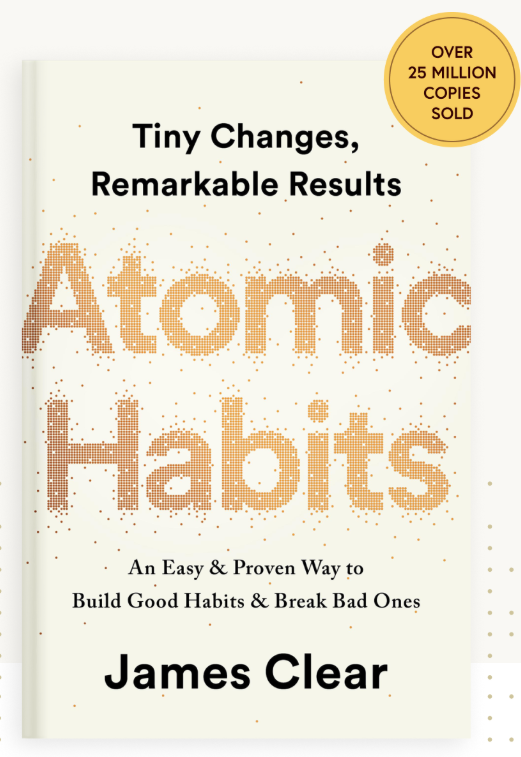 OVER
25 MILLION
COPIES
SOLD
Tiny Changes,
Remarkable Results
Atomic
Habits
An Easy & Proven Way to
Build Good Habits & Break Bad Ones
James Clear